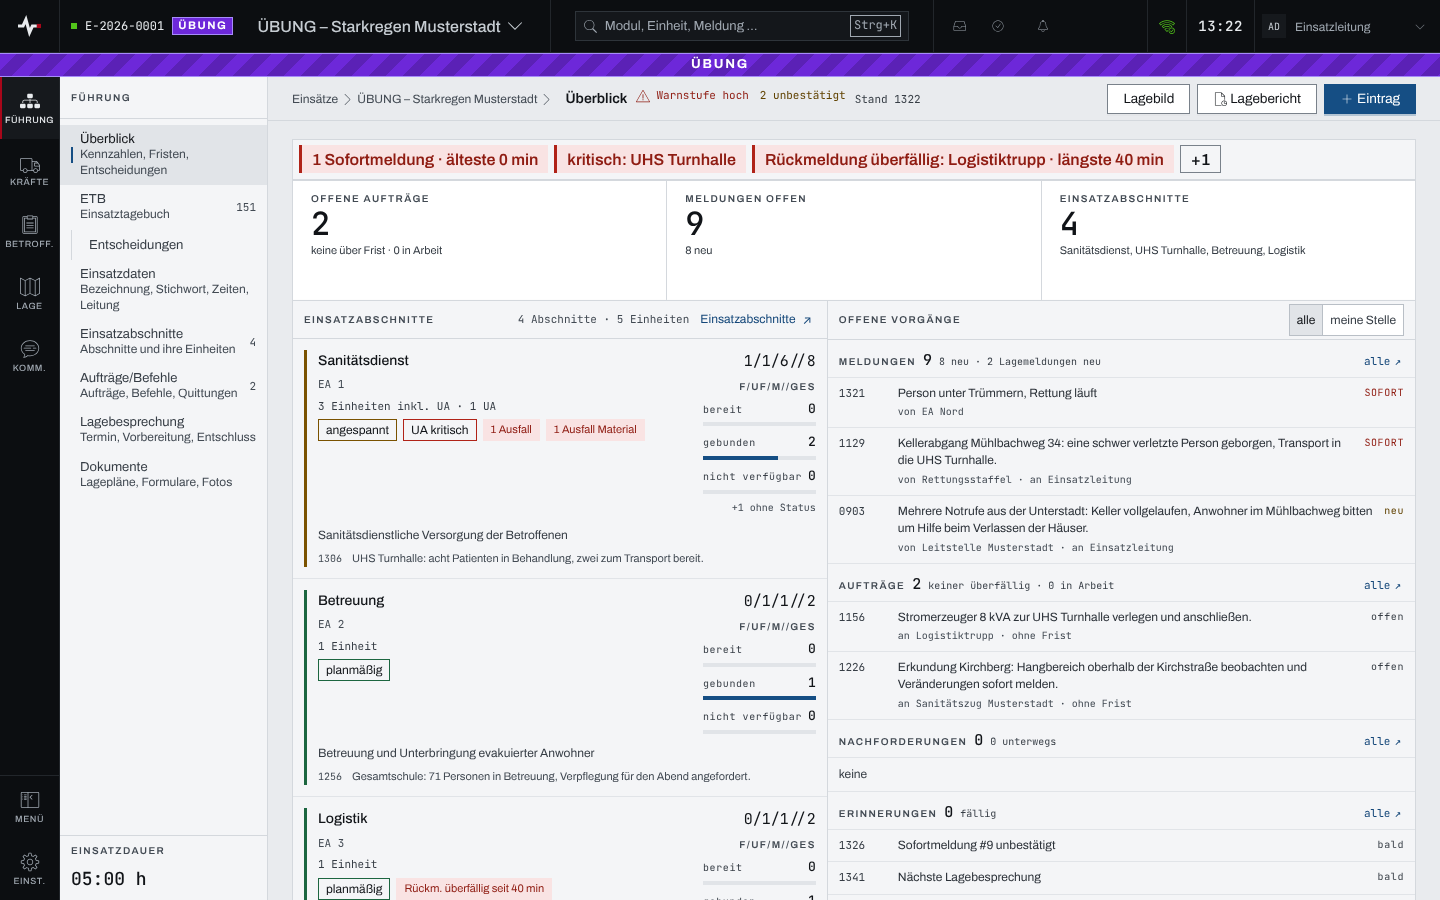 E-2026-0001 ÜBUNG ÜBUNG – Starkregen Musterstadt
Modul, Einheit, Meldung ... Strg+K
13:22 AD Einsatzleitung
ÜBUNG
FÜHRUNG
KRÄFTE
BETROFF.
LAGE
KOMM.
MENÜ
EINST.
FÜHRUNG
Überblick
Kennzahlen, Fristen,
Entscheidungen
ETB
Einsatztagebuch 151
Entscheidungen
Einsatzdaten
Bezeichnung, Stichwort, Zeiten,
Leitung
Einsatzabschnitte
Abschnitte und ihre Einheiten 4
Aufträge/Befehle
Aufträge, Befehle, Quittungen 2
Lagebesprechung
Termin, Vorbereitung, Entschluss
Dokumente
Lagepläne, Formulare, Fotos
EINSATZDAUER
05:00 h
Einsätze ÜBUNG – Starkregen Musterstadt Überblick Warnstufe hoch 2 unbestätigt Stand 1322
Lagebild Lagebericht + Eintrag
1 Sofortmeldung · älteste 0 min kritisch: UHS Turnhalle Rückmeldung überfällig: Logistiktrupp · längste 40 min +1
OFFENE AUFTRÄGE
2
keine über Frist · 0 in Arbeit
MELDUNGEN OFFEN
9
8 neu
EINSATZABSCHNITTE
4
Sanitätsdienst, UHS Turnhalle, Betreuung, Logistik
EINSATZABSCHNITTE 4 Abschnitte · 5 Einheiten Einsatzabschnitte ↗
Sanitätsdienst 1/1/6//8
EA 1 F/UF/M//GES
3 Einheiten inkl. UA · 1 UA
angespannt UA kritisch 1 Ausfall 1 Ausfall Material
bereit 0
gebunden 2
nicht verfügbar 0
+1 ohne Status
Sanitätsdienstliche Versorgung der Betroffenen
1306 UHS Turnhalle: acht Patienten in Behandlung, zwei zum Transport bereit.
Betreuung 0/1/1//2
EA 2 F/UF/M//GES
1 Einheit
planmäßig
bereit 0
gebunden 1
nicht verfügbar 0
Betreuung und Unterbringung evakuierter Anwohner
1256 Gesamtschule: 71 Personen in Betreuung, Verpflegung für den Abend angefordert.
Logistik 0/1/1//2
EA 3 F/UF/M//GES
1 Einheit
planmäßig Rückm. überfällig seit 40 min
bereit 0
OFFENE VORGÄNGE alle meine Stelle
MELDUNGEN 9 8 neu · 2 Lagemeldungen neu alle ↗
1321 Person unter Trümmern, Rettung läuft SOFORT
von EA Nord
1129 Kellerabgang Mühlbachweg 34: eine schwer verletzte Person geborgen, Transport in SOFORT
die UHS Turnhalle.
von Rettungsstaffel · an Einsatzleitung
0903 Mehrere Notrufe aus der Unterstadt: Keller vollgelaufen, Anwohner im Mühlbachweg bitten neu
um Hilfe beim Verlassen der Häuser.
von Leitstelle Musterstadt · an Einsatzleitung
AUFTRÄGE 2 keiner überfällig · 0 in Arbeit alle ↗
1156 Stromerzeuger 8 kVA zur UHS Turnhalle verlegen und anschließen. offen
an Logistiktrupp · ohne Frist
1226 Erkundung Kirchberg: Hangbereich oberhalb der Kirchstraße beobachten und offen
Veränderungen sofort melden.
an Sanitätszug Musterstadt · ohne Frist
NACHFORDERUNGEN 0 0 unterwegs alle ↗
keine
ERINNERUNGEN 0 fällig alle ↗
1326 Sofortmeldung #9 unbestätigt bald
1341 Nächste Lagebesprechung bald